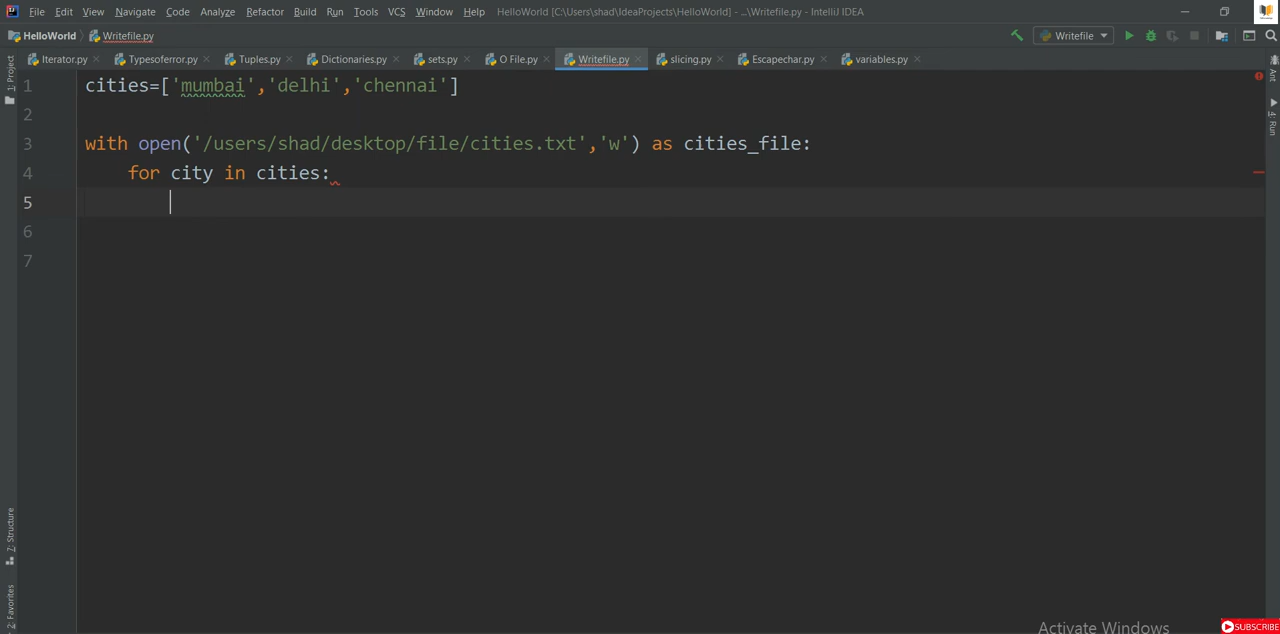 File Edit View Navigate Code Analyze Refactor Build Run Tools VCS Window Help HelloWorld [C:\Users\shad\IdeaProjects\HelloWorld] - ...\Writefile.py - IntelliJ IDEA
HelloWorld Writefile.py Writefile
Iterator.py Typesoferror.py Tuples.py Dictionaries.py sets.py O File.py Writefile.py slicing.py Escapechar.py variables.py
1 cities=['mumbai','delhi','chennai']
2
3 with open('/users/shad/desktop/file/cities.txt','w') as cities_file:
4 for city in cities:
5
6
7
1: Project
Ant
4: Run
7: Structure
2: Favorites
Activate Windows
SUBSCRIBE